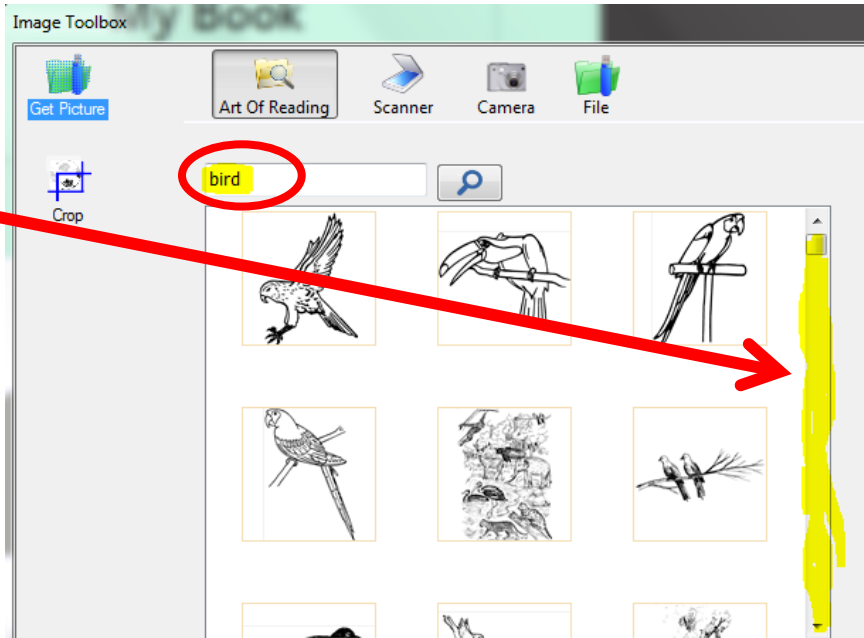 My Book
Image Toolbox
Get Picture
Art Of Reading
Scanner
Camera
File
Crop
bird